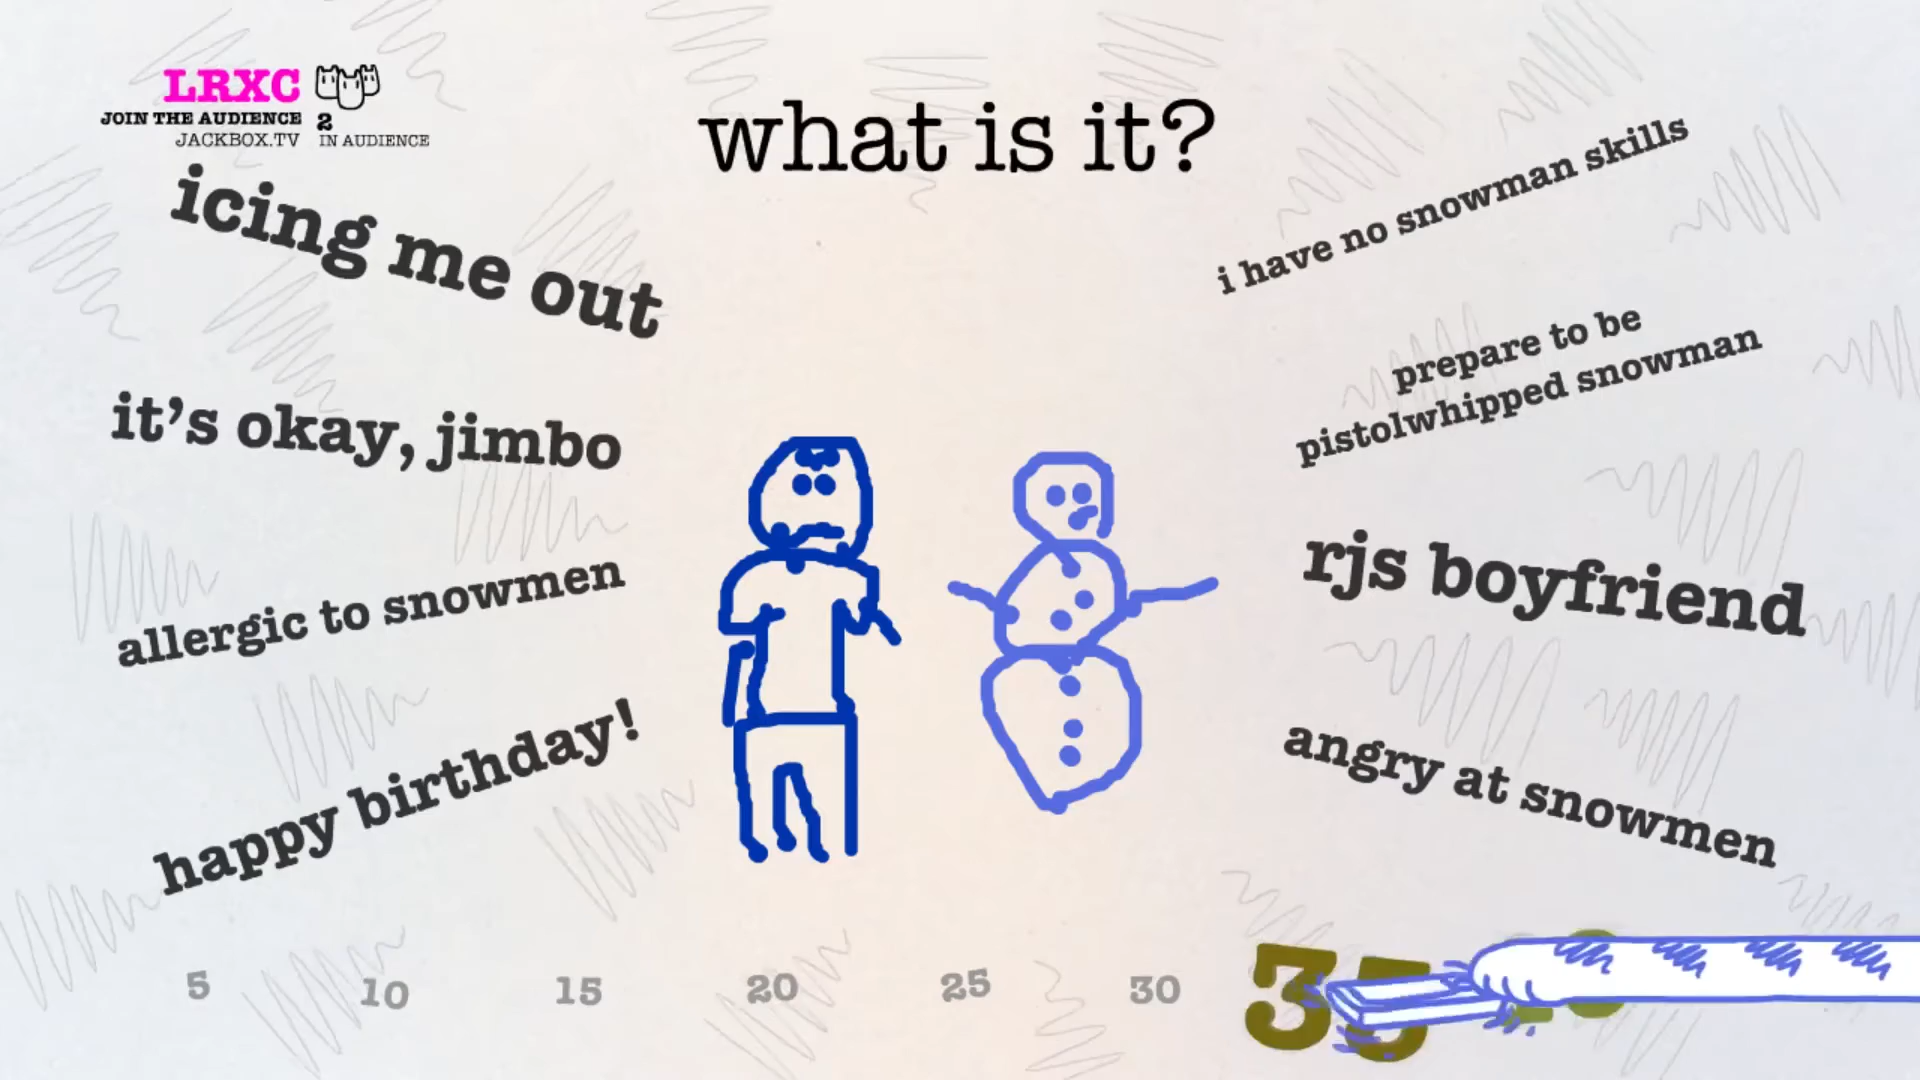 LRXC
JOIN THE AUDIENCE
JACKBOX.TV
2
IN AUDIENCE
what is it?
icing me out
it's okay, jimbo
allergic to snowmen
happy birthday!
i have no snowman skills
prepare to be
pistolwhipped snowman
rjs boyfriend
angry at snowmen
5 10 15 20 25 30 35